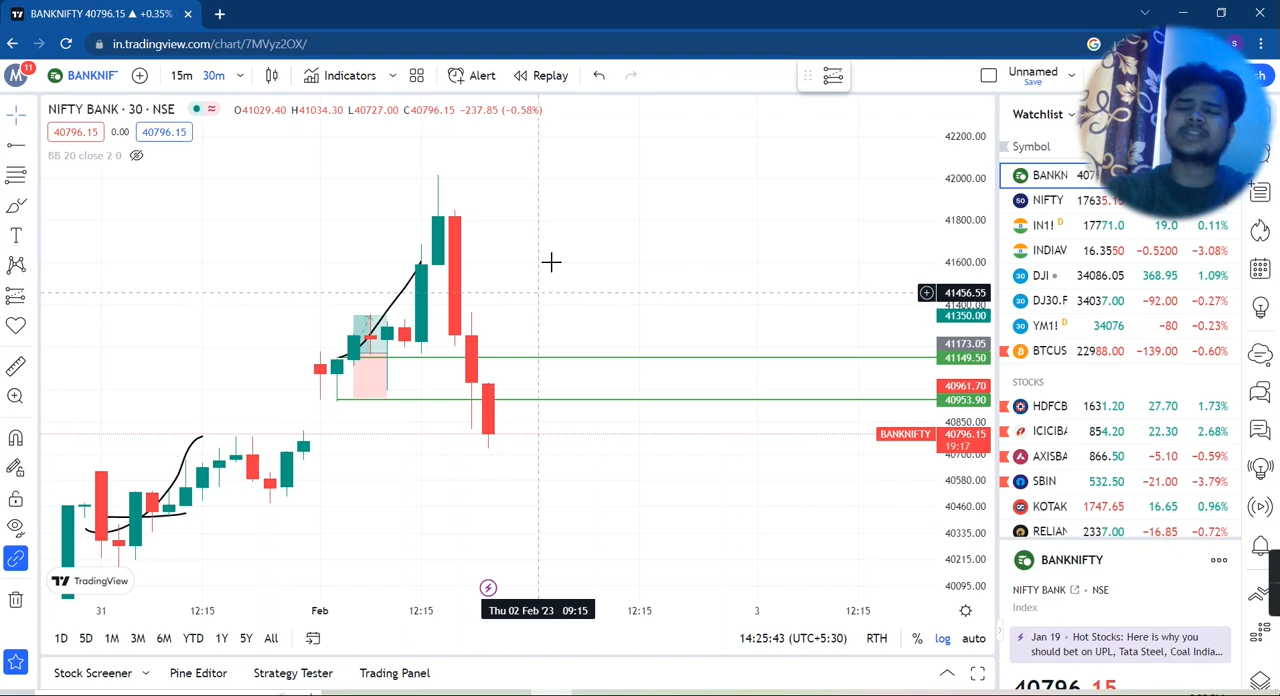 BANKNIFTY 40796.15 ▲ +0.35%
in.tradingview.com/chart/7MVyz2OX/
M 11 BANKNIF 15m 30m Indicators Alert Replay Unnamed
Save
NIFTY BANK · 30 · NSE O41029.40 H41034.30 L40727.00 C40796.15 −237.85 (−0.58%)
40796.15 0.00 40796.15
BB 20 close 2 0
42200.00
42000.00
41800.00
41600.00
41456.55
41400.00
41350.00
41173.05
41149.50
40961.70
40953.90
40850.00
BANKNIFTY 40796.15
19:17
40700.00
40580.00
40460.00
40335.00
40215.00
40095.00
TradingView
31 12:15 Feb 12:15 Thu 02 Feb '23 09:15 12:15 3 12:15
1D 5D 1M 3M 6M YTD 1Y 5Y All 14:25:43 (UTC+5:30) RTH % log auto
Stock Screener Pine Editor Strategy Tester Trading Panel
Watchlist
Symbol
BANKN 407
NIFTY 17635.1
IN1! D 17771.0 19.0 0.11%
INDIAV 16.3550 −0.5200 −3.08%
DJI 34086.05 368.95 1.09%
DJ30.F 34037.00 −92.00 −0.27%
YM1! D 34076 −80 −0.23%
BTCUS 22988.00 −139.00 −0.60%
STOCKS
HDFCB 1631.20 27.70 1.73%
ICICIBA 854.20 22.30 2.68%
AXISBA 866.50 −5.10 −0.59%
SBIN 532.50 −21.00 −3.79%
KOTAK 1747.65 16.65 0.96%
RELIAN 2337.00 −16.85 −0.72%
BANKNIFTY
NIFTY BANK · NSE
Index
Jan 19 · Hot Stocks: Here is why you
should bet on UPL, Tata Steel, Coal India...
40796.15